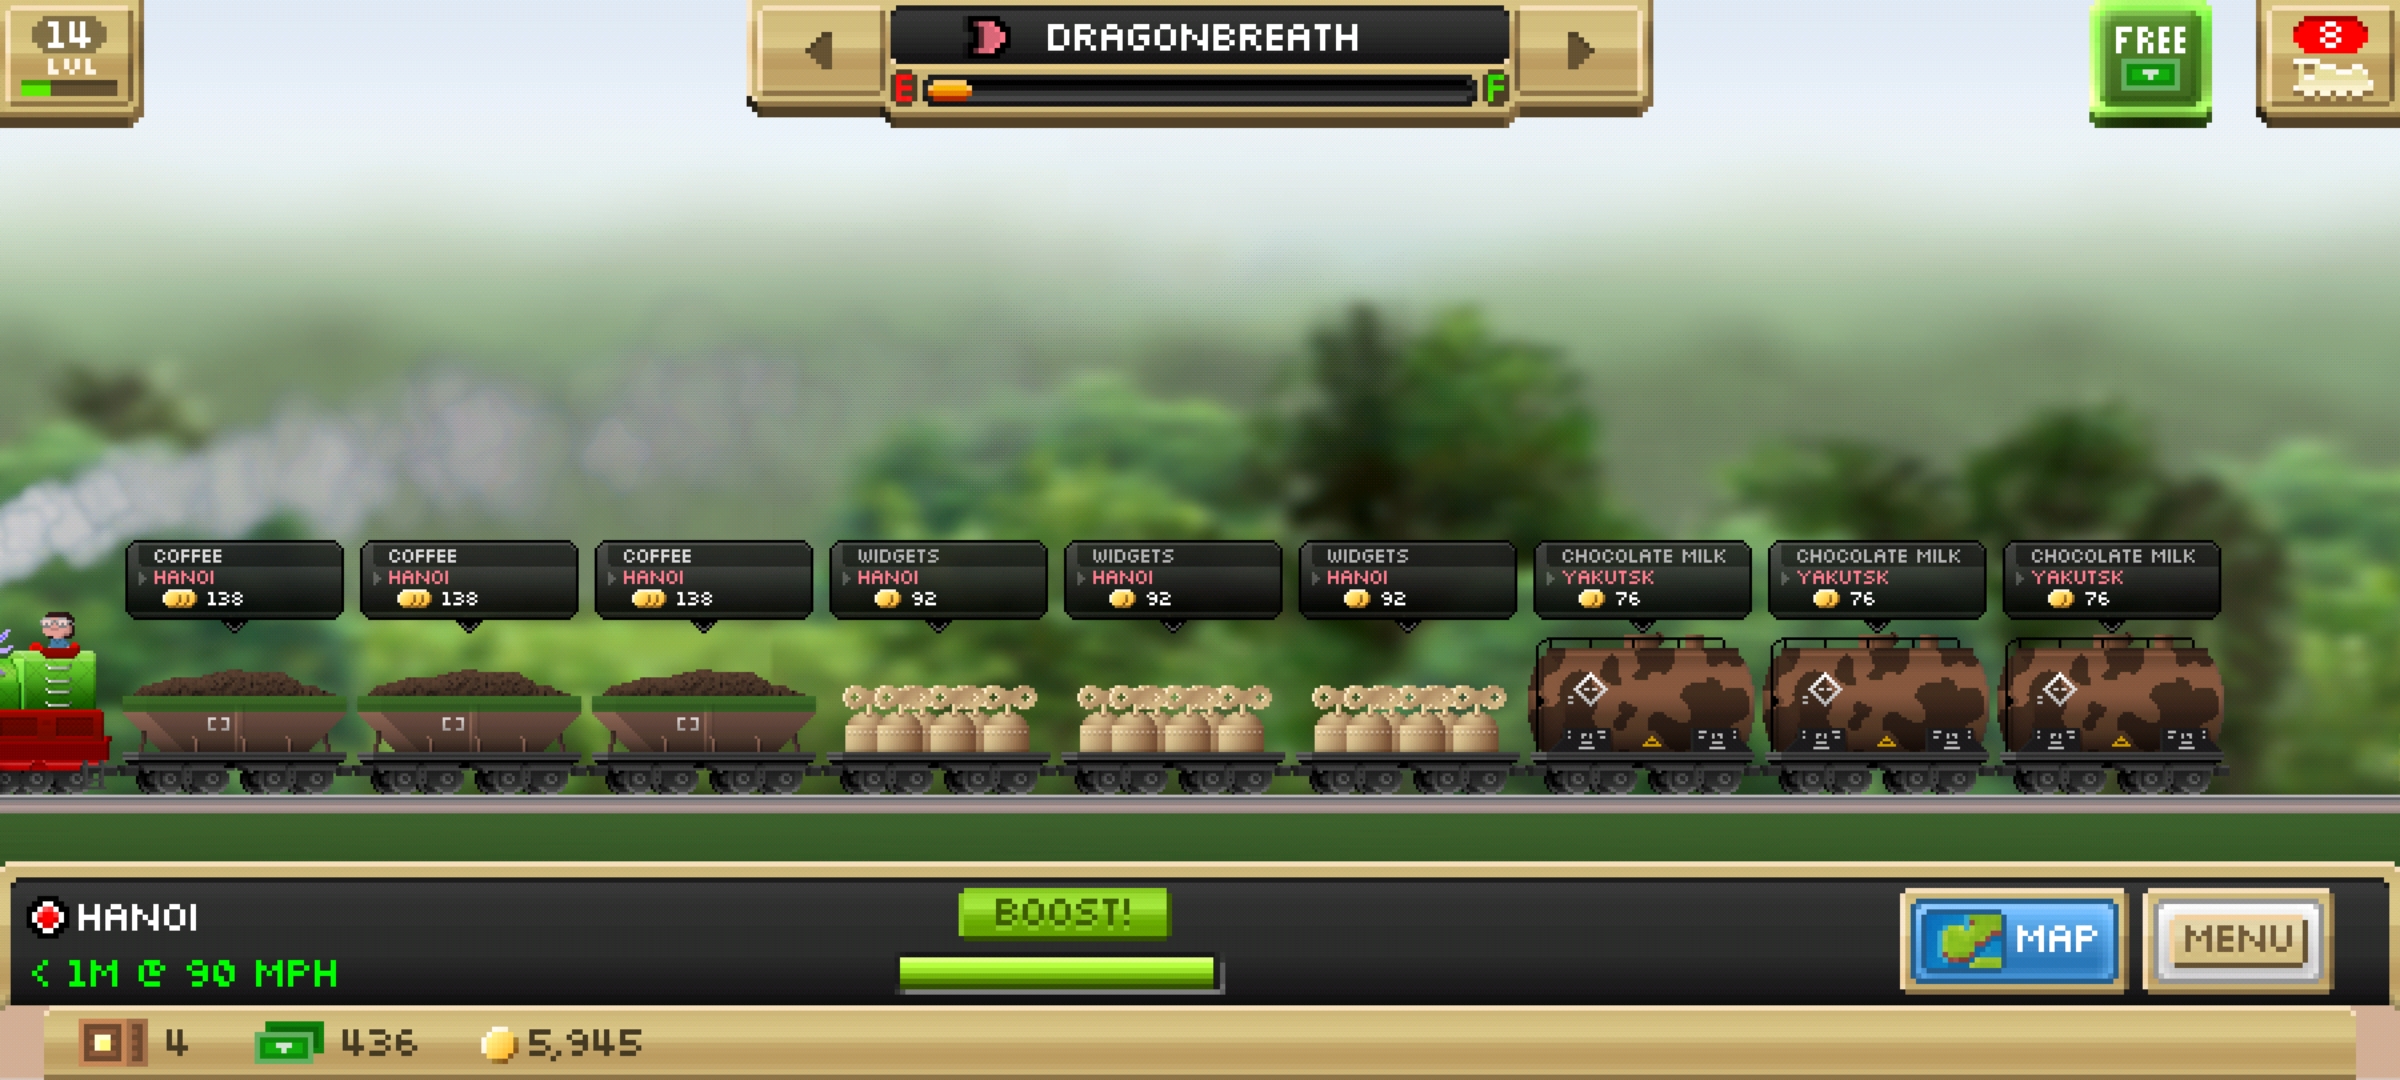 14
LVL
DRAGONBREATH
E F
FREE
8
COFFEE
HANOI
138
COFFEE
HANOI
138
COFFEE
HANOI
138
WIDGETS
HANOI
92
WIDGETS
HANOI
92
WIDGETS
HANOI
92
CHOCOLATE MILK
YAKUTSK
76
CHOCOLATE MILK
YAKUTSK
76
CHOCOLATE MILK
YAKUTSK
76
HANOI
< 1M @ 90 MPH
BOOST!
MAP
MENU
4
436
5,945